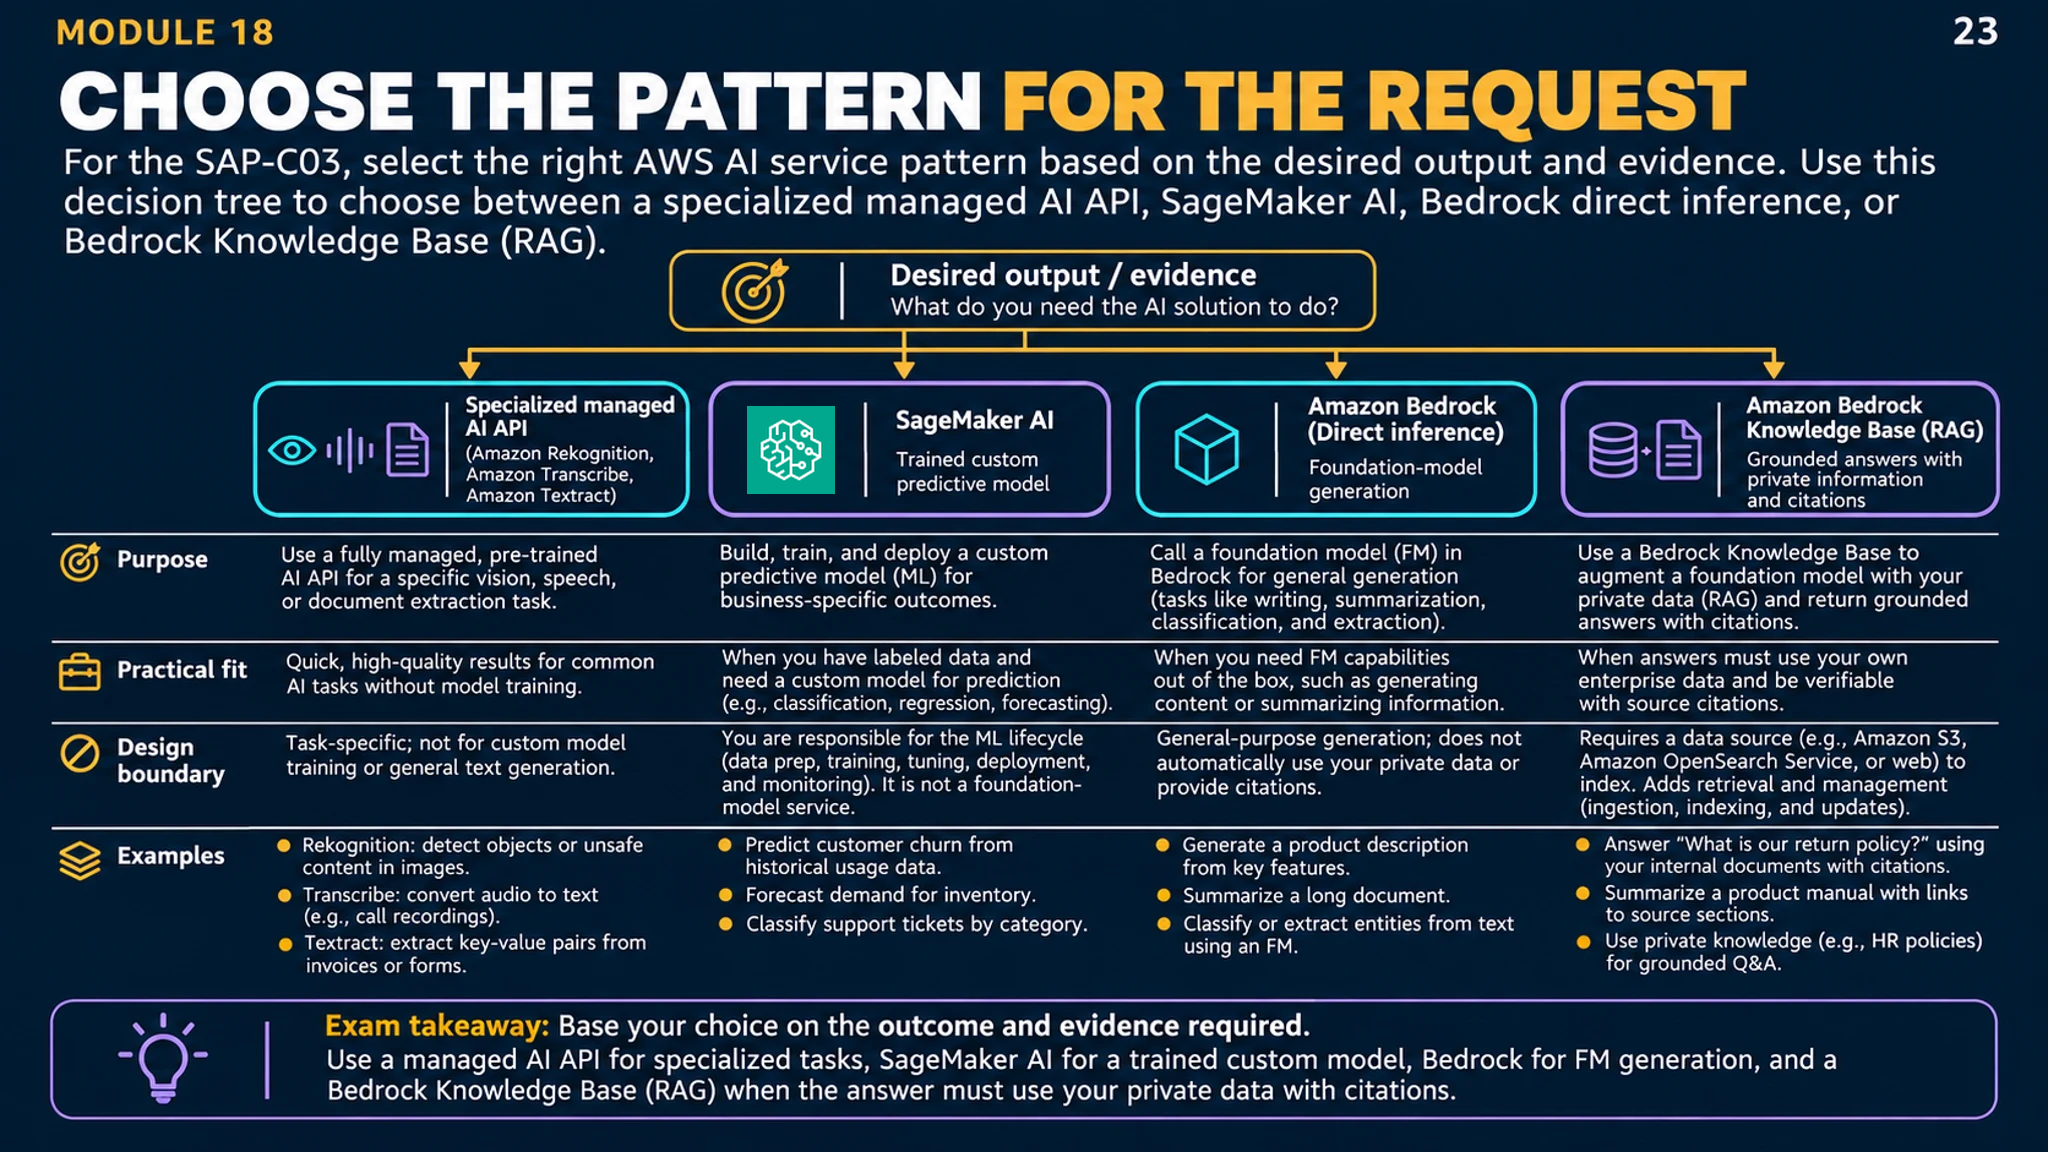 MODULE 18
23
CHOOSE THE PATTERN FOR THE REQUEST
For the SAP-C03, select the right AWS AI service pattern based on the desired output and evidence. Use this
decision tree to choose between a specialized managed AI API, SageMaker AI, Bedrock direct inference, or
Bedrock Knowledge Base (RAG).
Desired output / evidence
What do you need the AI solution to do?
Specialized managed
AI API
(Amazon Rekognition,
Amazon Transcribe,
Amazon Textract)
SageMaker AI
Trained custom
predictive model
Amazon Bedrock
(Direct inference)
Foundation-model
generation
Amazon Bedrock
Knowledge Base (RAG)
Grounded answers with
private information
and citations
Purpose
Use a fully managed, pre-trained
AI API for a specific vision, speech,
or document extraction task.
Build, train, and deploy a custom
predictive model (ML) for
business-specific outcomes.
Call a foundation model (FM) in
Bedrock for general generation
(tasks like writing, summarization,
classification, and extraction).
Use a Bedrock Knowledge Base to
augment a foundation model with your
private data (RAG) and return grounded
answers with citations.
Practical fit
Quick, high-quality results for common
AI tasks without model training.
When you have labeled data and
need a custom model for prediction
(e.g., classification, regression, forecasting).
When you need FM capabilities
out of the box, such as generating
content or summarizing information.
When answers must use your own
enterprise data and be verifiable
with source citations.
Design
boundary
Task-specific; not for custom model
training or general text generation.
You are responsible for the ML lifecycle
(data prep, training, tuning, deployment,
and monitoring). It is not a foundation-
model service.
General-purpose generation; does not
automatically use your private data or
provide citations.
Requires a data source (e.g., Amazon S3,
Amazon OpenSearch Service, or web) to
index. Adds retrieval and management
(ingestion, indexing, and updates).
Examples
Rekognition: detect objects or unsafe
content in images.
Transcribe: convert audio to text
(e.g., call recordings).
Textract: extract key-value pairs from
invoices or forms.
Predict customer churn from
historical usage data.
Forecast demand for inventory.
Classify support tickets by category.
Generate a product description
from key features.
Summarize a long document.
Classify or extract entities from text
using an FM.
Answer "What is our return policy?" using
your internal documents with citations.
Summarize a product manual with links
to source sections.
Use private knowledge (e.g., HR policies)
for grounded Q&A.
Exam takeaway: Base your choice on the outcome and evidence required.
Use a managed AI API for specialized tasks, SageMaker AI for a trained custom model, Bedrock for FM generation, and a
Bedrock Knowledge Base (RAG) when the answer must use your private data with citations.